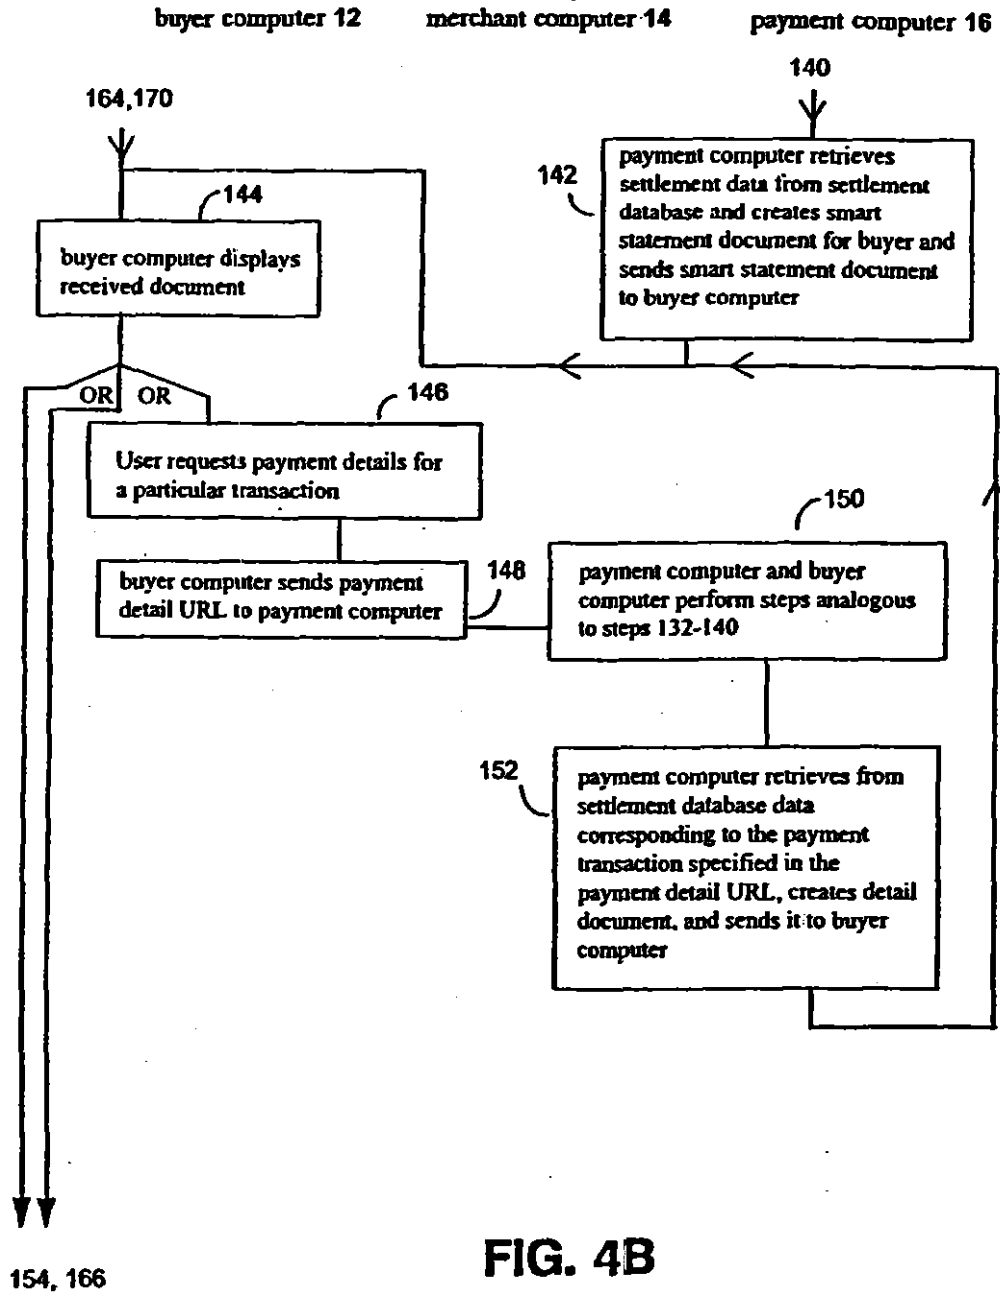 buyer computer 12 merchant computer 14 payment computer 16
140
164,170
142
payment computer retrieves
settlement data from settlement
database and creates smart
statement document for buyer and
sends smart statement document
to buyer computer
144
buyer computer displays
received document
OR OR
146
User requests payment details for
a particular transaction
148
buyer computer sends payment
detail URL to payment computer
150
payment computer and buyer
computer perform steps analogous
to steps 132-140
152
payment computer retrieves from
settlement database data
corresponding to the payment
transaction specified in the
payment detail URL, creates detail
document, and sends it to buyer
computer
154, 166
FIG. 4B